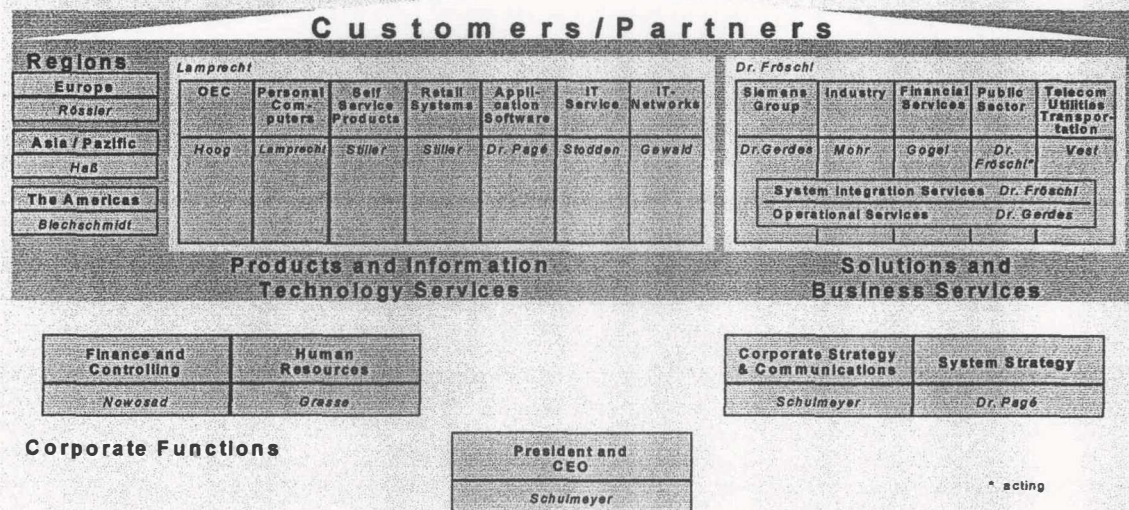 Customers/Partners
Regions
Europe
Rössler
Asia / Pazific
Haß
The Americas
Blechschmidt
Lamprecht
OEC
Hoog
Personal
Com-
puters
Lamprecht
Self
Service
Products
Stiller
Retail
Systems
Stiller
Appli-
cation
Software
Dr. Pagé
IT
Service
Stodden
IT-
Networks
Gewald
Products and Information
Technology Services
Dr. Fröschl
Siemens
Group
Dr. Gerdes
Industry
Mohr
Financial
Services
Gogel
Public
Sector
Dr.
Fröschl*
Telecom
Utilities
Transpor-
tation
Vest
System Integration Services Dr. Fröschl
Operational Services Dr. Gerdes
Solutions and
Business Services
Finance and
Controlling
Nowosad
Human
Resources
Grasse
Corporate Strategy
& Communications
Schulmeyer
System Strategy
Dr. Pagé
Corporate Functions
President and
CEO
Schulmeyer
* acting